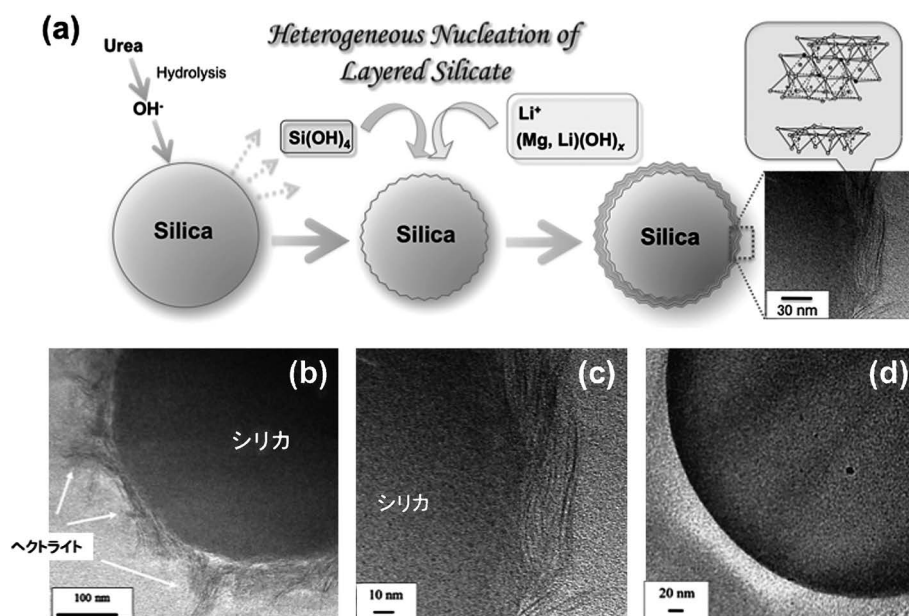 (a)
Urea
Hydrolysis
OH-
Heterogeneous Nucleation of
Layered Silicate
Si(OH)4
Li+
(Mg, Li)(OH)x
Silica
Silica
Silica
30 nm
(b)
シリカ
ヘクトライト
100 nm
(c)
シリカ
10 nm
(d)
20 nm